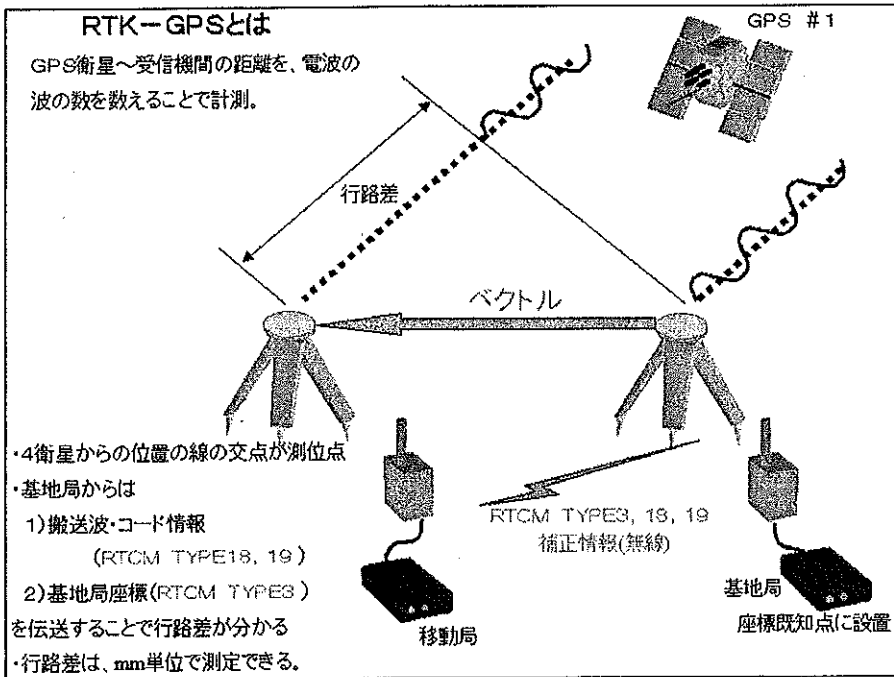 RTK－GPSとは
GPS ＃1
GPS衛星～受信機間の距離を、電波の
波の数を数えることで計測。
行路差
ベクトル
・4衛星からの位置の線の交点が測位点
・基地局からは
1)搬送波・コード情報
(RTCM TYPE18, 19)
2)基地局座標(RTCM TYPE3)
を伝送することで行路差が分かる
・行路差は、mm単位で測定できる。
RTCM TYPE3, 18, 19
補正情報(無線)
移動局
基地局
座標既知点に設置